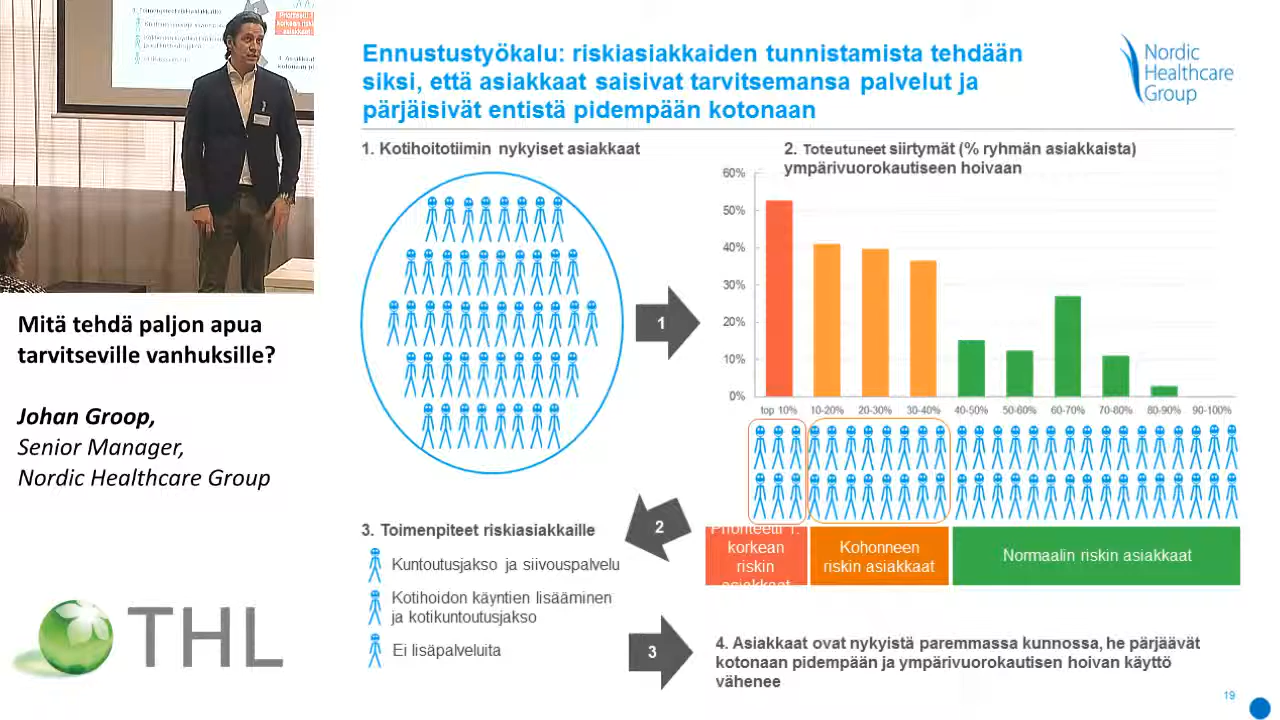 Ennustustyökalu: riskiasiakkaiden tunnistamista tehdään
siksi, että asiakkaat saisivat tarvitsemansa palvelut ja
pärjäisivät entistä pidempään kotonaan
Nordic
Healthcare
Group
1. Kotihoitotiimin nykyiset asiakkaat
2. Toteutuneet siirtymät (% ryhmän asiakkaista)
ympärivuorokautiseen hoivaan
60%
50%
40%
30%
20%
10%
0%
top 10% 10-20% 20-30% 30-40% 40-50% 50-60% 60-70% 70-80% 80-90% 90-100%
1
Mitä tehdä paljon apua
tarvitseville vanhuksille?
Johan Groop,
Senior Manager,
Nordic Healthcare Group
2
Prioriteetti 1:
korkean
riskin
asiakkaat
Kohonneen
riskin asiakkaat
Normaalin riskin asiakkaat
3. Toimenpiteet riskiasiakkaille
Kuntoutusjakso ja siivouspalvelu
Kotihoidon käyntien lisääminen
ja kotikuntoutusjakso
Ei lisäpalveluita
3
4. Asiakkaat ovat nykyistä paremmassa kunnossa, he pärjäävät
kotonaan pidempään ja ympärivuorokautisen hoivan käyttö
vähenee
THL
19